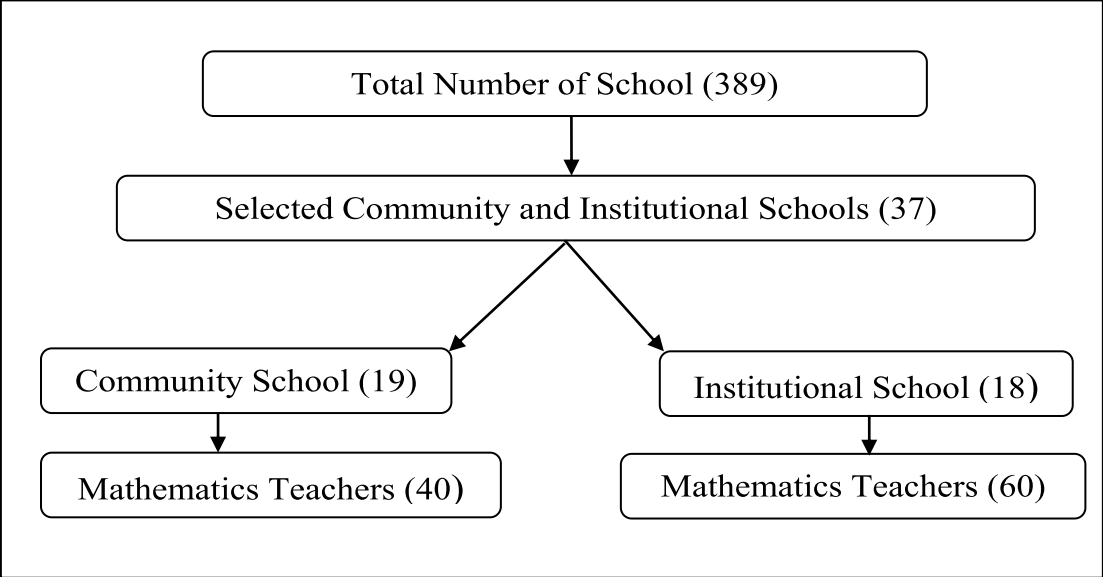 Total Number of School (389)
Selected Community and Institutional Schools (37)
Community School (19)
Institutional School (18)
Mathematics Teachers (40)
Mathematics Teachers (60)